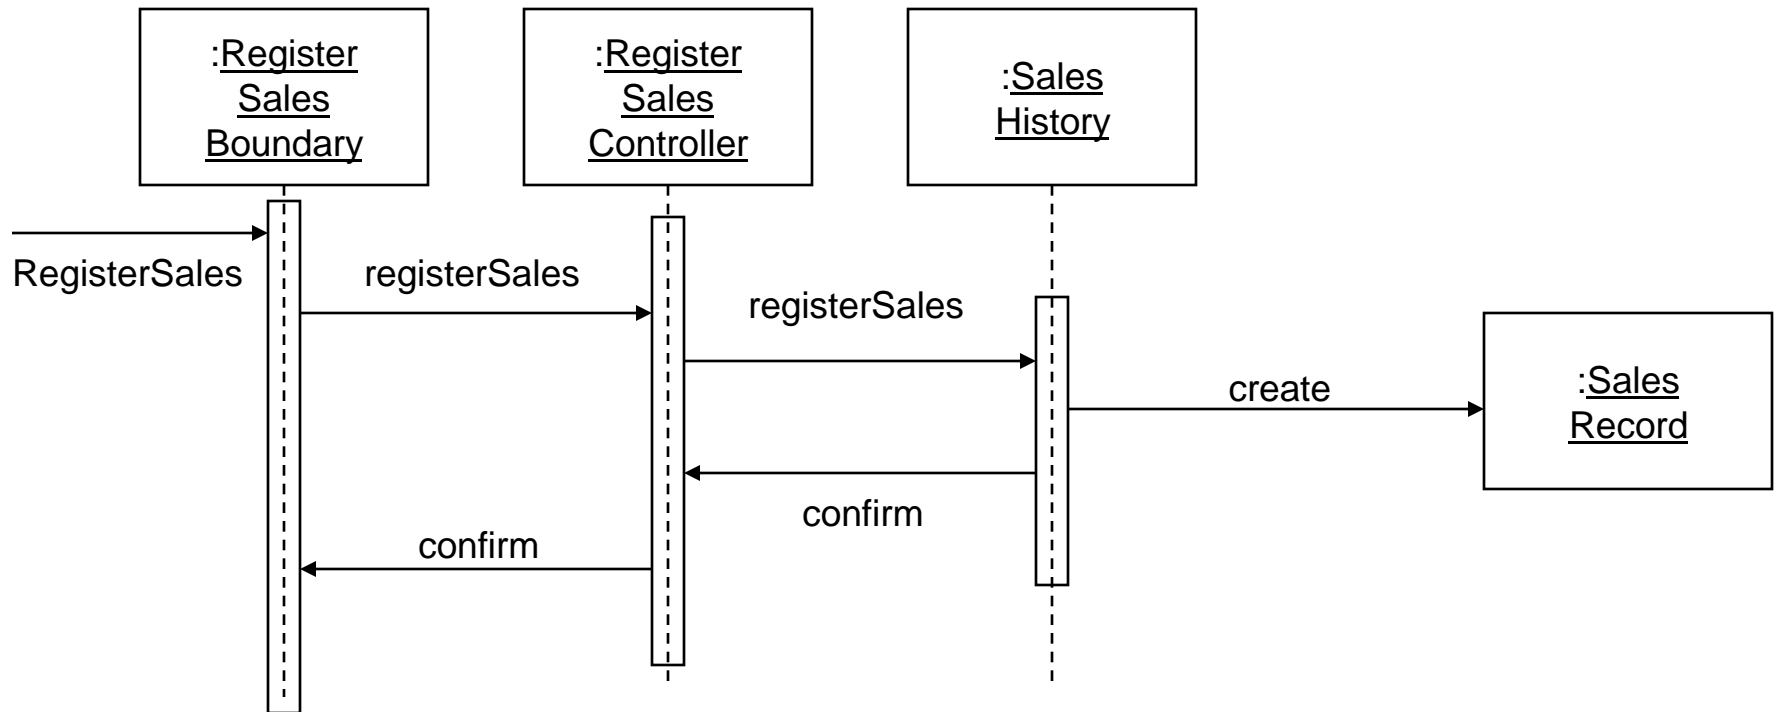 :Register
Sales
Boundary
:Register
Sales
Controller
:Sales
History
RegisterSales
registerSales
registerSales
create
:Sales
Record
confirm
confirm